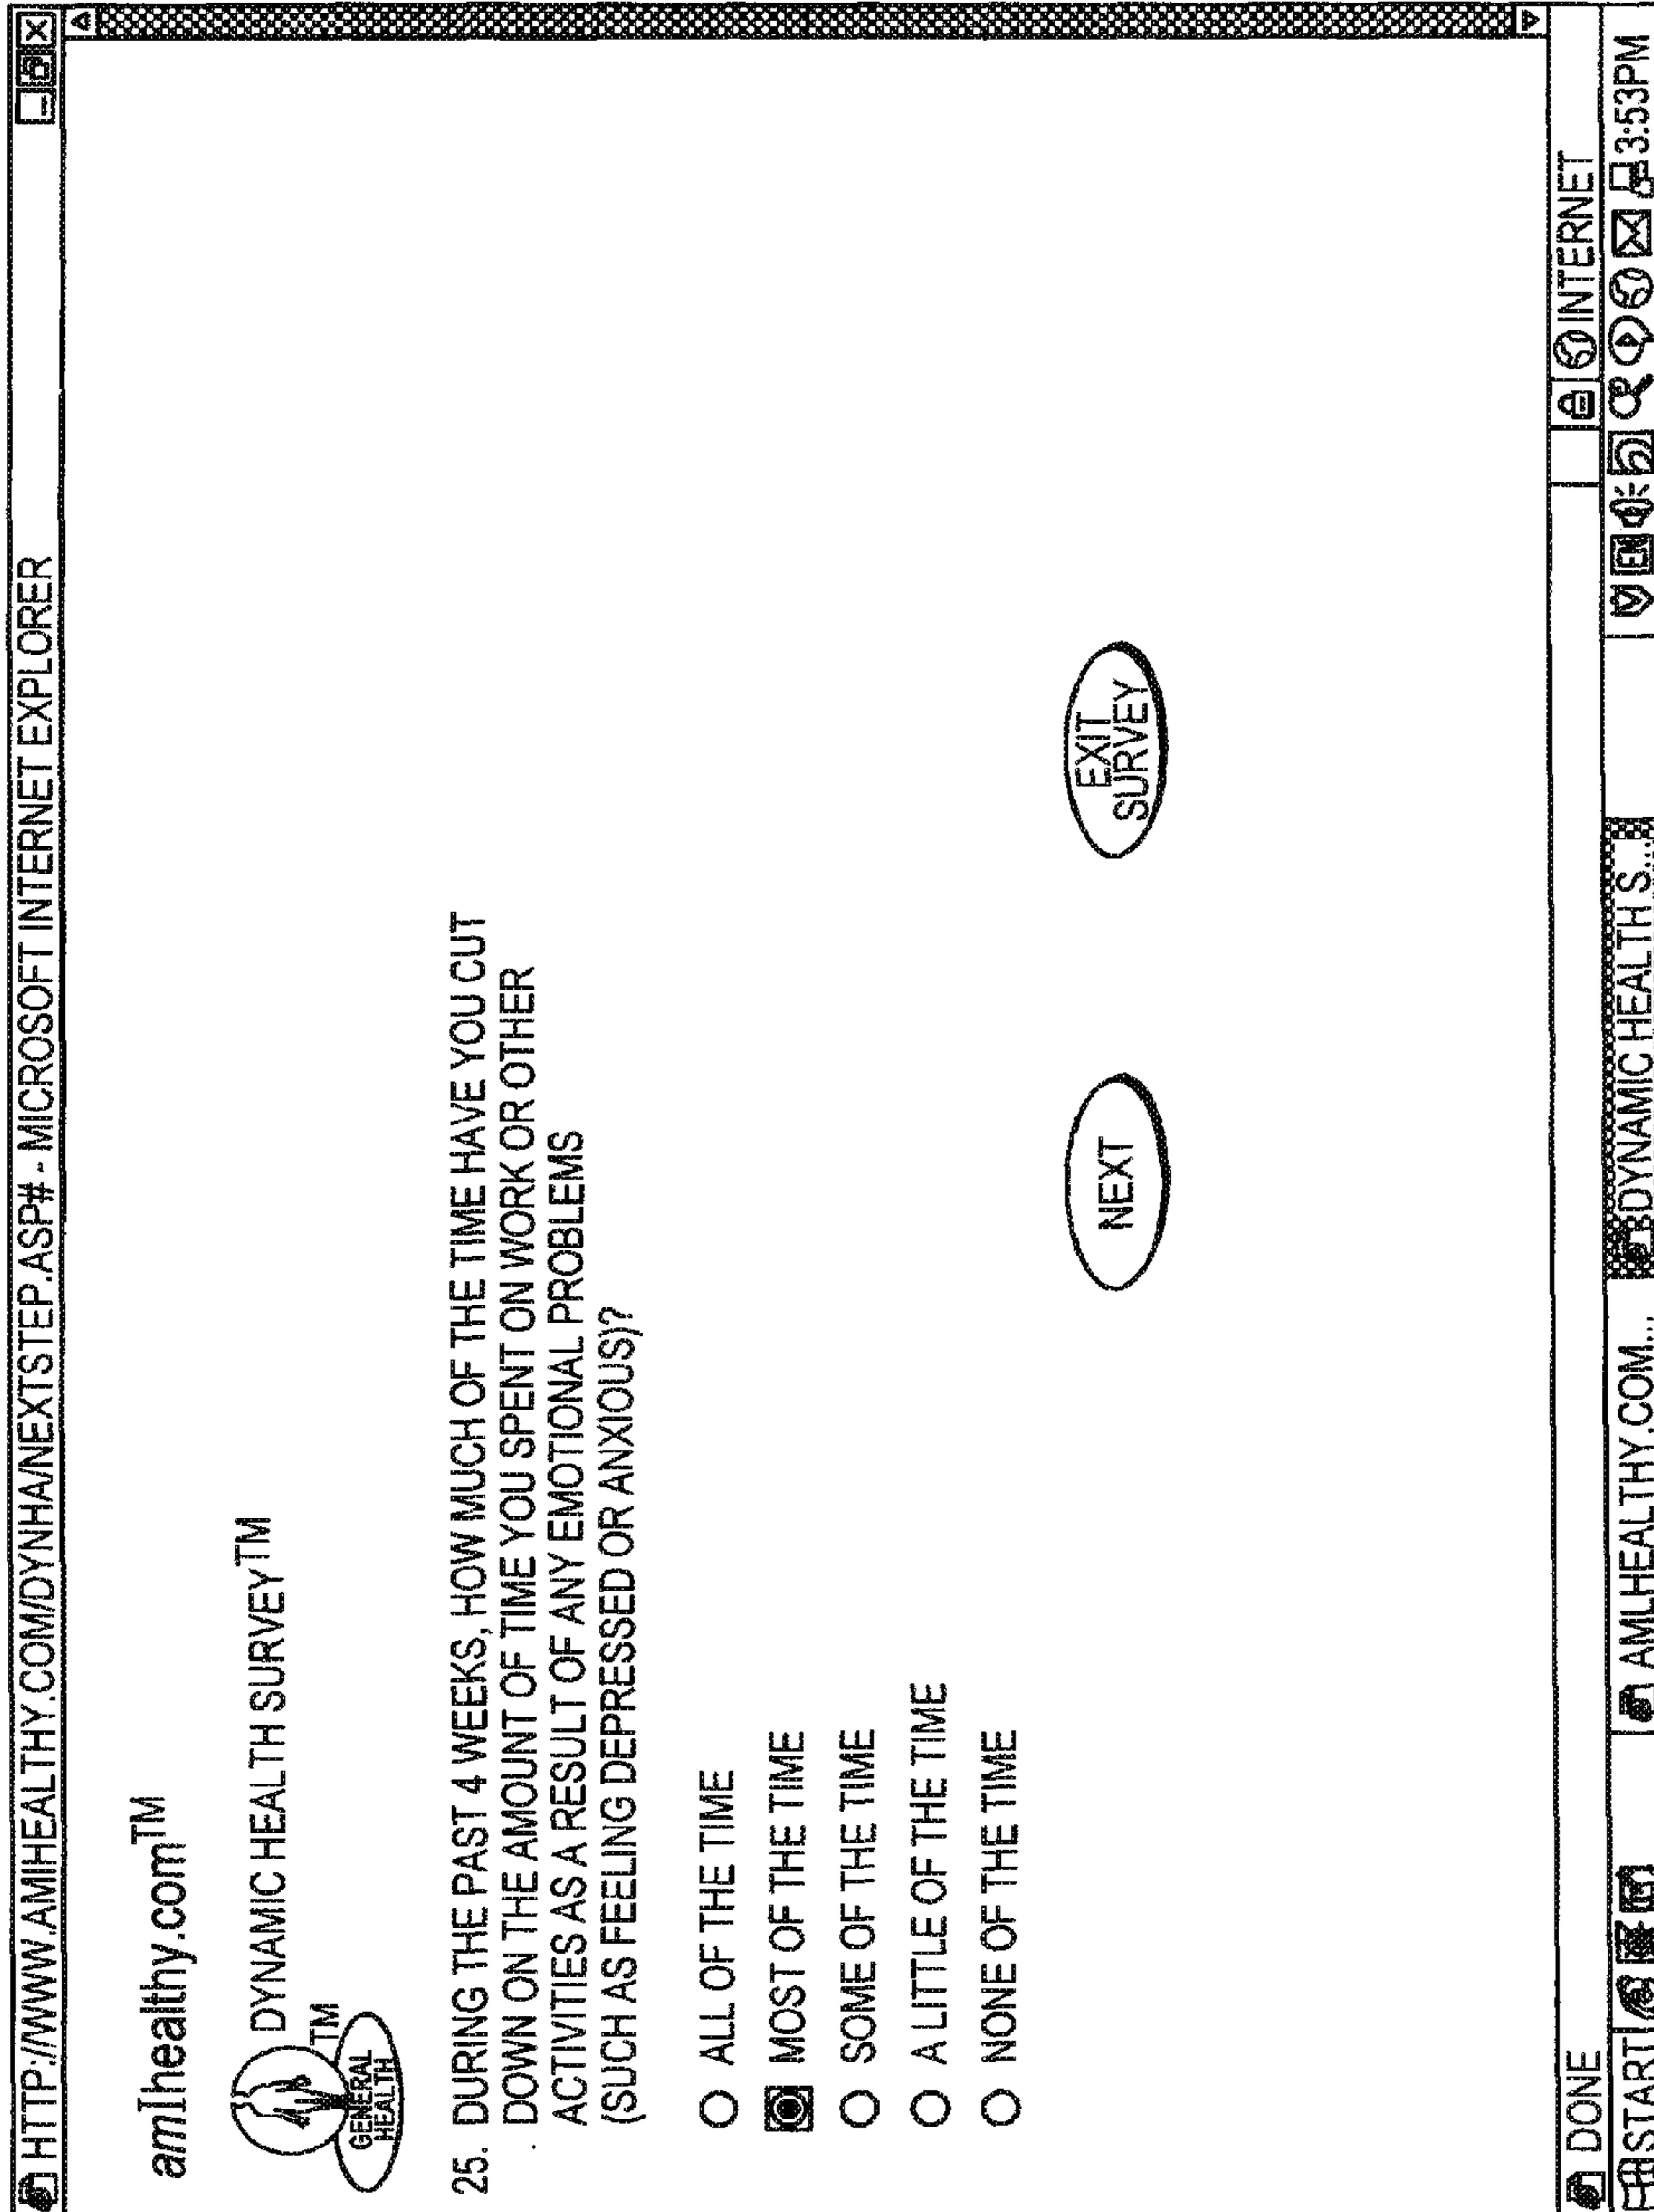 HTTP://WWW.AMIHEALTHY.COM/DYNHA/NEXTSTEP.ASP# - MICROSOFT INTERNET EXPLORER
amIhealthy.com™
DYNAMIC HEALTH SURVEY™
TM
GENERAL
HEALTH
25. DURING THE PAST 4 WEEKS, HOW MUCH OF THE TIME HAVE YOU CUT
DOWN ON THE AMOUNT OF TIME YOU SPENT ON WORK OR OTHER
ACTIVITIES AS A RESULT OF ANY EMOTIONAL PROBLEMS
(SUCH AS FEELING DEPRESSED OR ANXIOUS)?
ALL OF THE TIME
MOST OF THE TIME
SOME OF THE TIME
A LITTLE OF THE TIME
NONE OF THE TIME
NEXT
EXIT
SURVEY
DONE
INTERNET
START
AMLHEALTHY.COM...
DYNAMIC HEALTH S...
EN
3:53PM